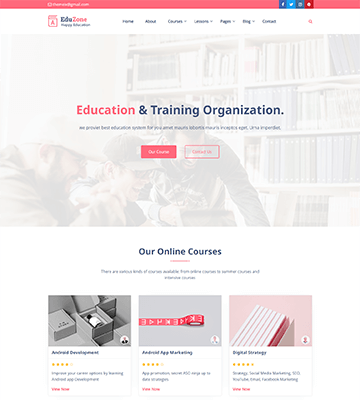 themzis@gmail.com
EduZone
Happy Education
Home
About
Courses
Lessons
Pages
Blog
Contact
Education & Training Organization.
we provide best education system for you amet mauris lobortis mauris inceptos eget, Urna imperdiet.
Our Course
Contact Us
Our Online Courses
There are various kinds of courses available, from online courses to summer courses and
intensive courses
Android Development
Improve your career options by learning
Android app Development
View Now
Android App Marketing
App promotion, secret ASO, ninja up to
date strategies
View Now
Digital Strategy
Strategy, Social Media Marketing, SEO,
YouTube, Email, Facebook Marketing
View Now